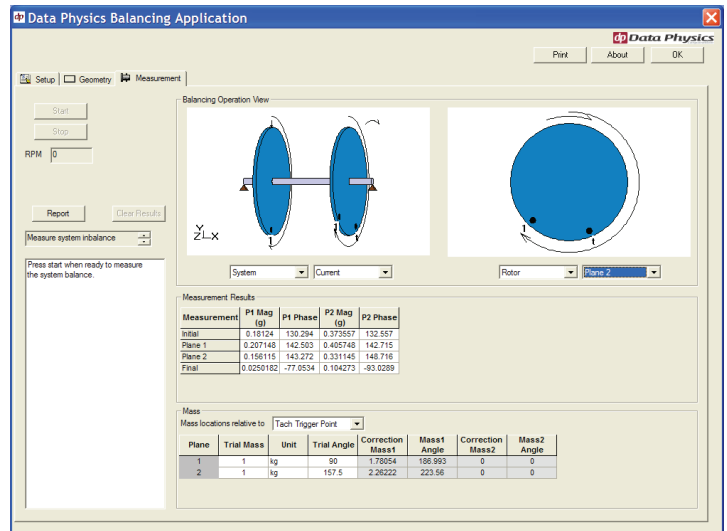 dp Data Physics Balancing Application
dp Data Physics
Print About OK
Setup Geometry Measurement
Start
Stop
RPM 0
Report Clear Results
Measure system inbalance
Press start when ready to measure
the system balance.
Balancing Operation View
Y
Z X
1 t 1 t
1 t
System Current Rotor Plane 2
Measurement Results
Measurement P1 Mag (g) P1 Phase P2 Mag (g) P2 Phase
Initial 0.18124 130.294 0.373557 132.557
Plane 1 0.207148 142.503 0.405748 142.715
Plane 2 0.156115 143.272 0.331145 148.716
Final 0.0250182 -77.0534 0.104273 -93.0289
Mass
Mass locations relative to Tach Trigger Point
Plane Trial Mass Unit Trial Angle Correction Mass1 Mass1 Angle Correction Mass2 Mass2 Angle
1 1 kg 90 1.78054 186.993 0 0
2 1 kg 157.5 2.26222 223.56 0 0